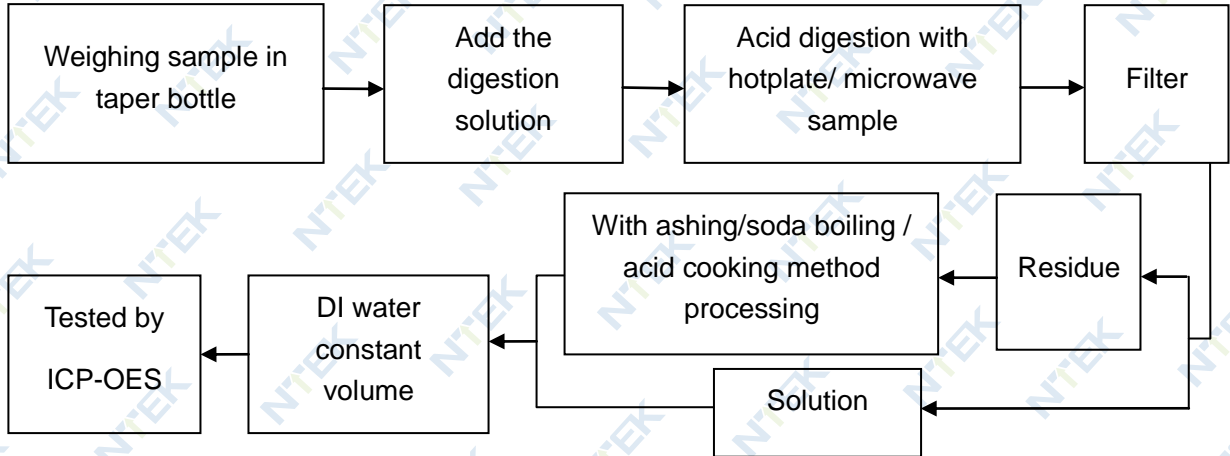 Weighing sample in
taper bottle
Add the
digestion
solution
Acid digestion with
hotplate/ microwave
sample
Filter
With ashing/soda boiling /
acid cooking method
processing
Residue
Solution
DI water
constant
volume
Tested by
ICP-OES
NTEK